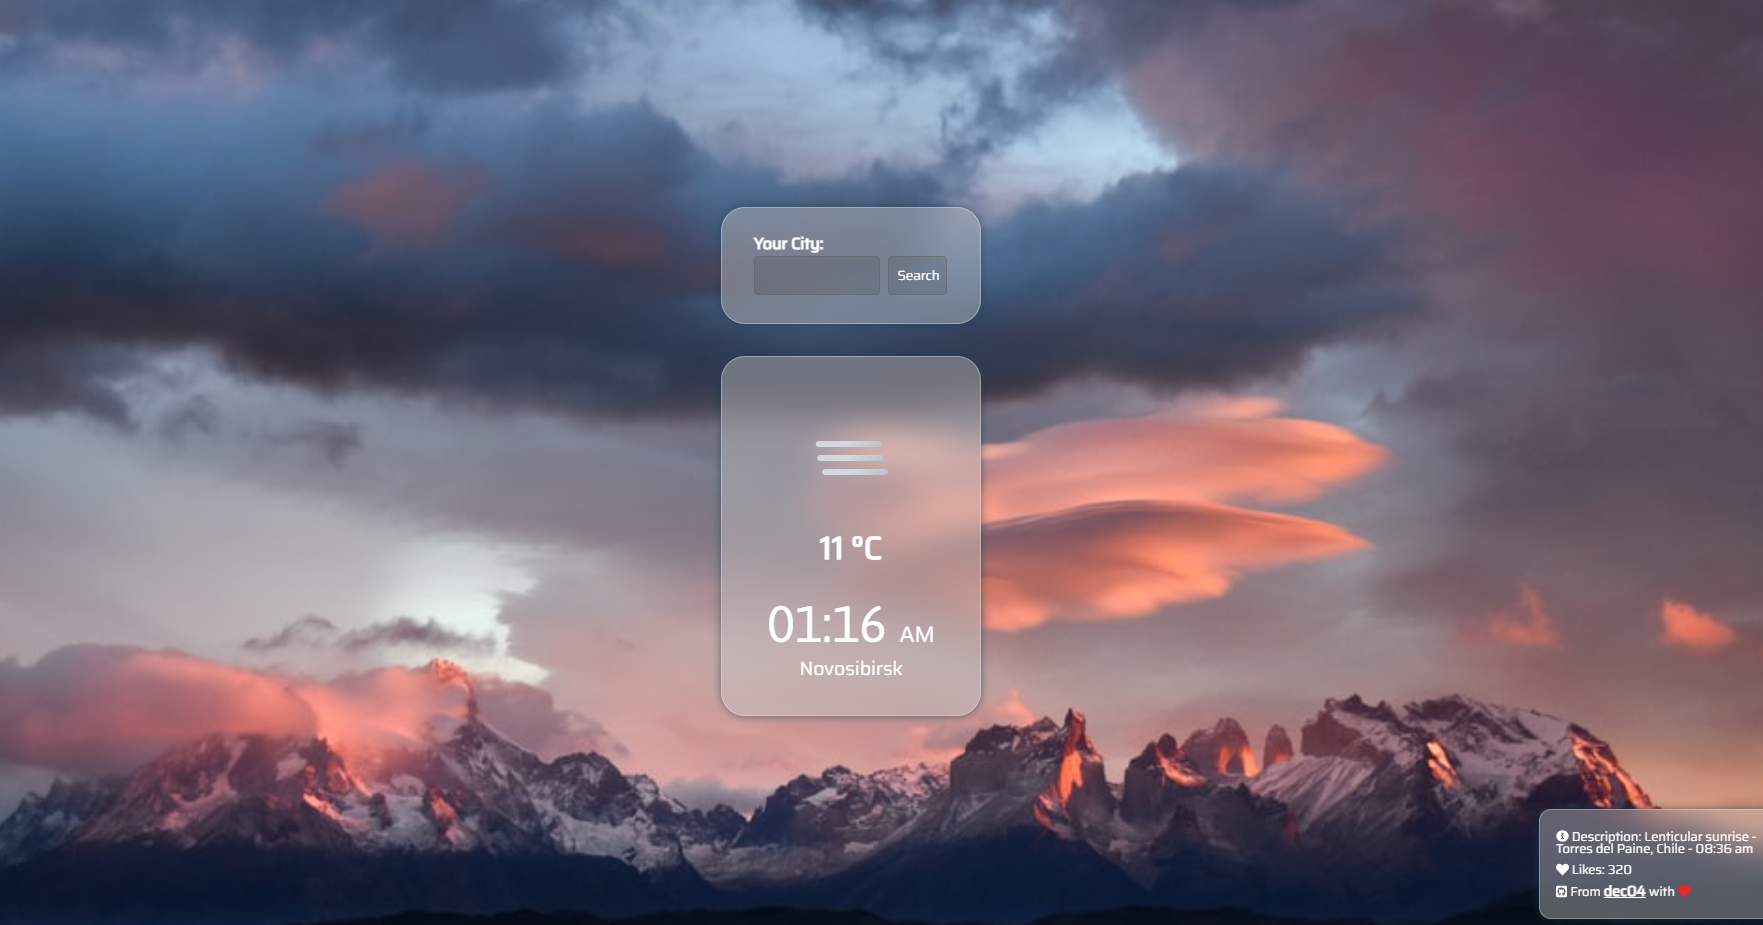 Your City:
Search
11 °C
01:16 AM
Novosibirsk
Description: Lenticular sunrise -
Torres del Paine, Chile - 08:36 am
Likes: 320
From dec04 with